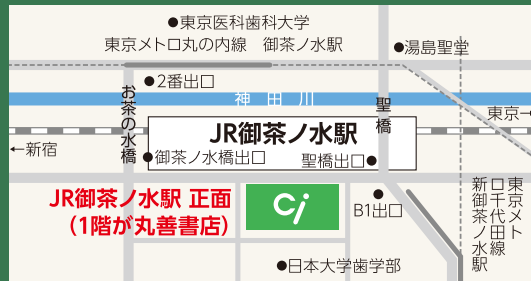 ●東京医科歯科大学
東京メトロ丸の内線 御茶ノ水駅
●湯島聖堂
●2番出口
神田川
お茶の水橋
聖橋
東京→
JR御茶ノ水駅
←新宿
●御茶ノ水橋出口
聖橋出口●
JR御茶ノ水駅 正面
(1階が丸善書店)
Ci
B1出口
東京メト
ロ千代田線
新御茶ノ水駅
●日本大学歯学部